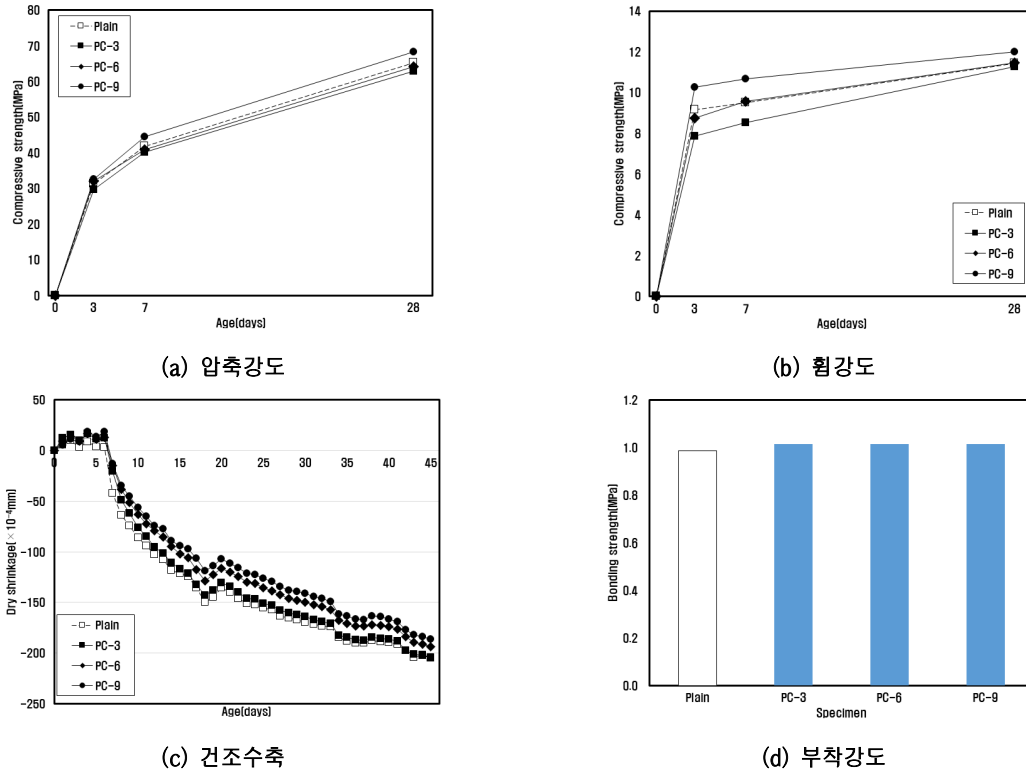 80
70
60
50
40
30
20
10
0
Compressive strength(MPa)
Plain
PC-3
PC-6
PC-9
0 3 7 28
Age(days)
(a) 압축강도
14
12
10
8
6
4
2
0
Compressive strength(MPa)
Plain
PC-3
PC-6
PC-9
0 3 7 28
Age(days)
(b) 휨강도
50
0
-50
-100
-150
-200
-250
Dry shrinkage(×10⁻⁴mm)
0 5 10 15 20 25 30 35 40 45
Plain
PC-3
PC-6
PC-9
Age(days)
(c) 건조수축
1.2
1.0
0.8
0.6
0.4
0.2
0.0
Bonding strength(MPa)
Plain PC-3 PC-6 PC-9
Specimen
(d) 부착강도